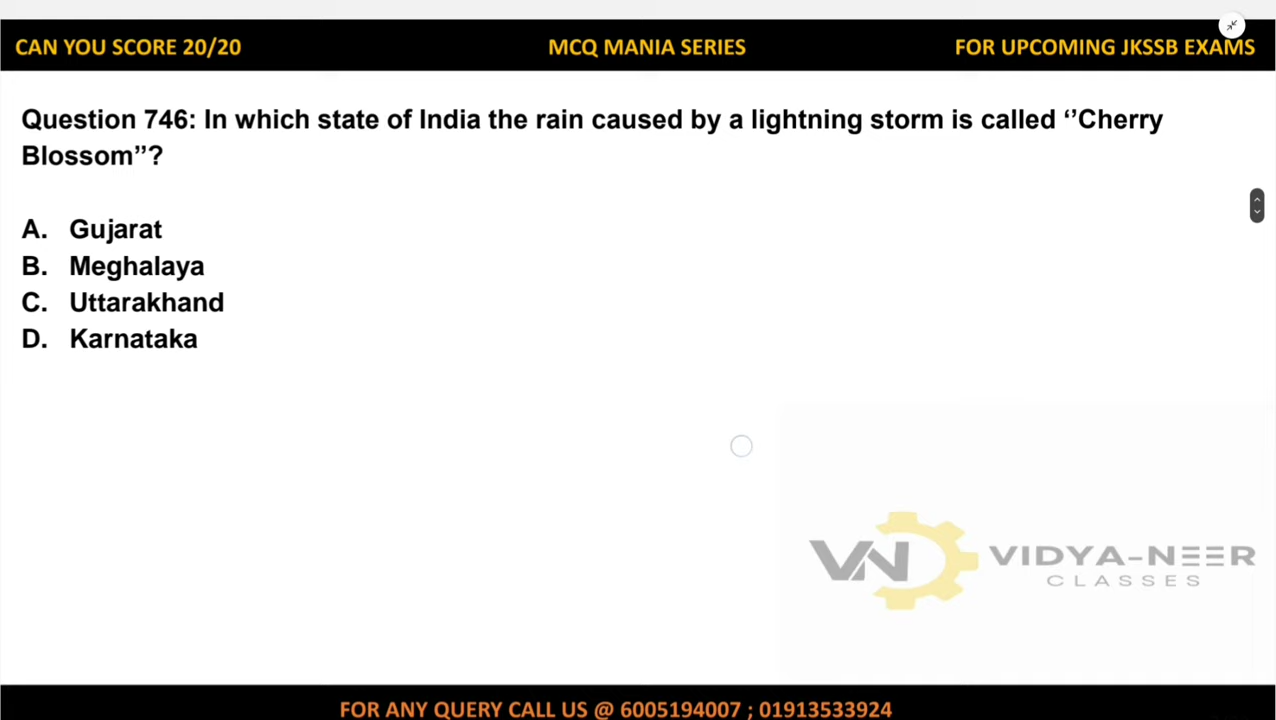 CAN YOU SCORE 20/20 MCQ MANIA SERIES FOR UPCOMING JKSSB EXAMS
Question 746: In which state of India the rain caused by a lightning storm is called ‘’Cherry
Blossom’’?
A. Gujarat
B. Meghalaya
C. Uttarakhand
D. Karnataka
VN VIDYA-NEER
CLASSES
FOR ANY QUERY CALL US @ 6005194007 ; 01913533924